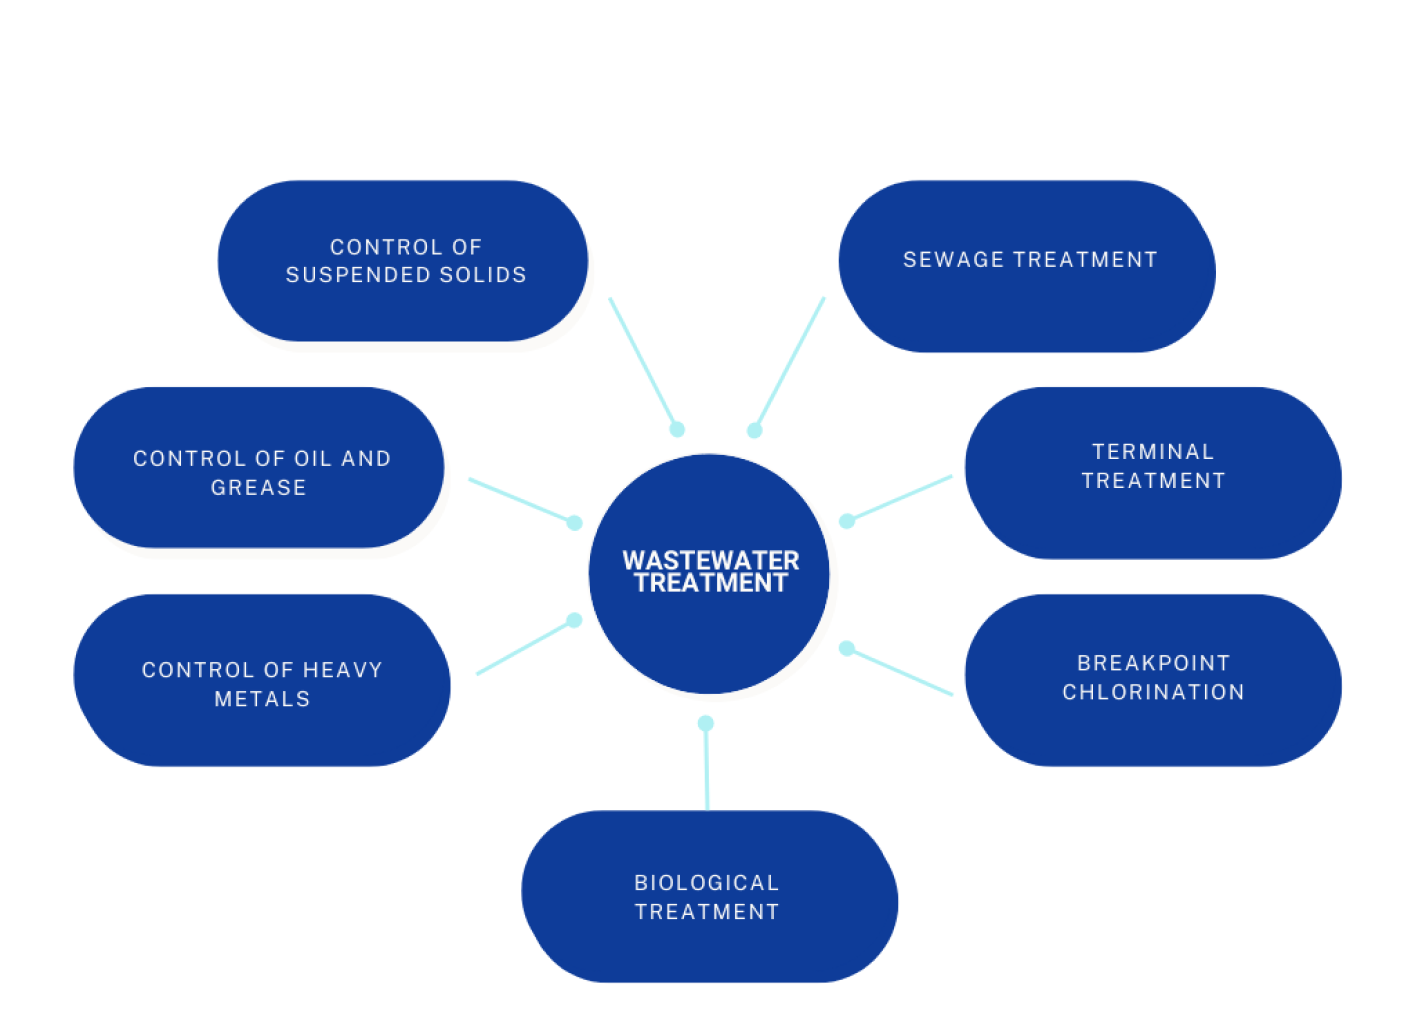 CONTROL OF
SUSPENDED SOLIDS
SEWAGE TREATMENT
CONTROL OF OIL AND
GREASE
TERMINAL
TREATMENT
WASTEWATER
TREATMENT
CONTROL OF HEAVY
METALS
BREAKPOINT
CHLORINATION
BIOLOGICAL
TREATMENT